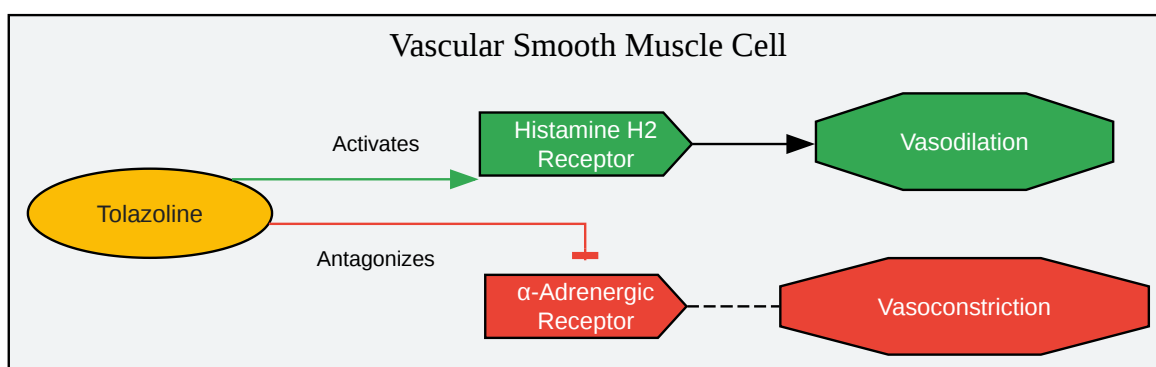 Vascular Smooth Muscle Cell
Activates
Histamine H2
Receptor
Vasodilation
Tolazoline
Antagonizes
α-Adrenergic
Receptor
Vasoconstriction